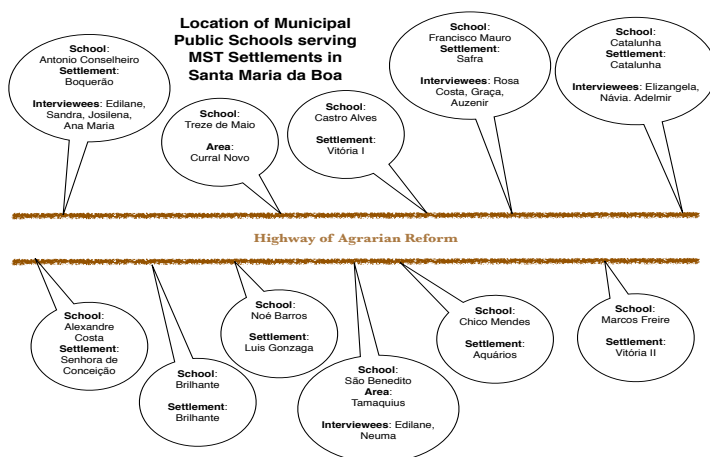 Location of Municipal
Public Schools serving
MST Settlements in
Santa Maria da Boa
School:
Antonio Conselheiro
Settlement:
Boquerão
Interviewees: Edilane,
Sandra, Josilena,
Ana Maria
School:
Treze de Maio
Area:
Curral Novo
School:
Castro Alves
Settlement:
Vitória I
School:
Francisco Mauro
Settlement:
Safra
Interviewees: Rosa
Costa, Graça,
Auzenir
School:
Catalunha
Settlement:
Catalunha
Interviewees: Elizangela,
Návia. Adelmir
Highway of Agrarian Reform
School:
Alexandre
Costa
Settlement:
Senhora de
Conceição
School:
Brilhante
Settlement:
Brilhante
School:
Noé Barros
Settlement:
Luis Gonzaga
School:
São Benedito
Area:
Tamaquius
Interviewees: Edilane,
Neuma
School:
Chico Mendes
Settlement:
Aquários
School:
Marcos Freire
Settlement:
Vitória II